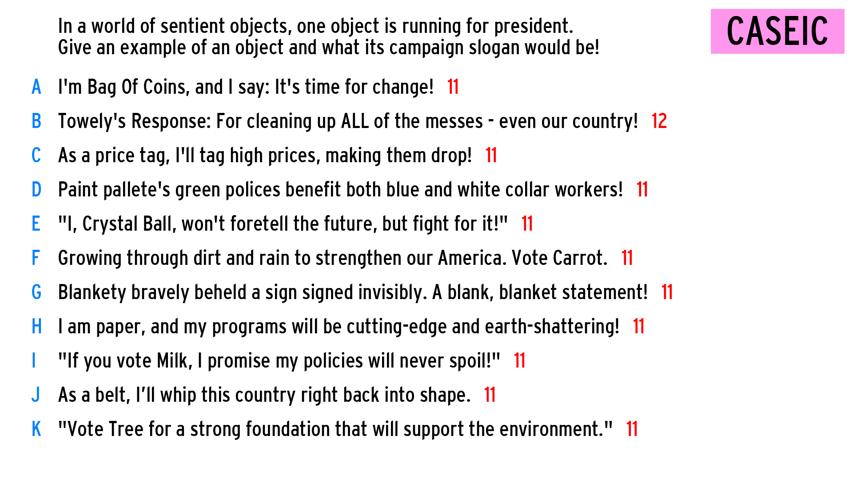 In a world of sentient objects, one object is running for president.
Give an example of an object and what its campaign slogan would be!
CASEIC
A I'm Bag Of Coins, and I say: It's time for change! 11
B Towely's Response: For cleaning up ALL of the messes - even our country! 12
C As a price tag, I'll tag high prices, making them drop! 11
D Paint pallete's green polices benefit both blue and white collar workers! 11
E "I, Crystal Ball, won't foretell the future, but fight for it!" 11
F Growing through dirt and rain to strengthen our America. Vote Carrot. 11
G Blankety bravely beheld a sign signed invisibly. A blank, blanket statement! 11
H I am paper, and my programs will be cutting-edge and earth-shattering! 11
I "If you vote Milk, I promise my policies will never spoil!" 11
J As a belt, I’ll whip this country right back into shape. 11
K "Vote Tree for a strong foundation that will support the environment." 11